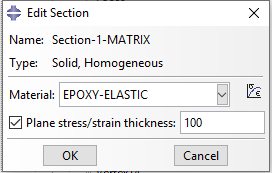 Edit Section
Name: Section-1-MATRIX
Type: Solid, Homogeneous
Material: EPOXY-ELASTIC
Plane stress/strain thickness: 100
OK Cancel